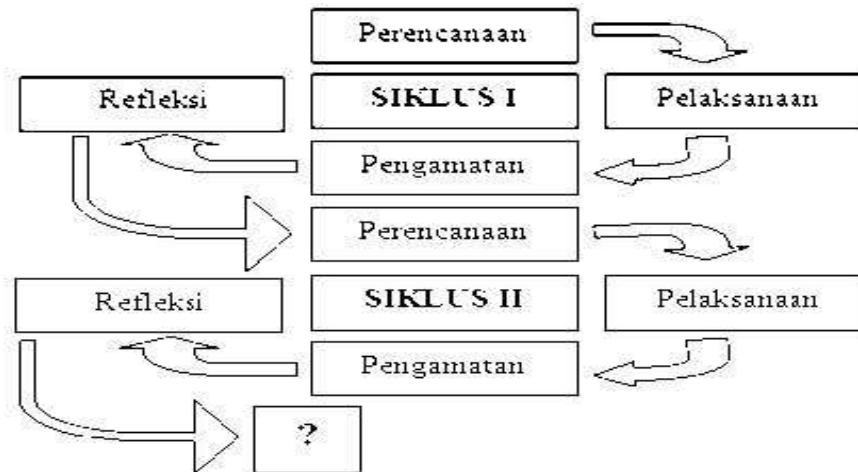 Perencanaan
Refleksi
SIKLUS I
Pelaksanaan
Pengamatan
Perencanaan
Refleksi
SIKLUS II
Pelaksanaan
Pengamatan
?